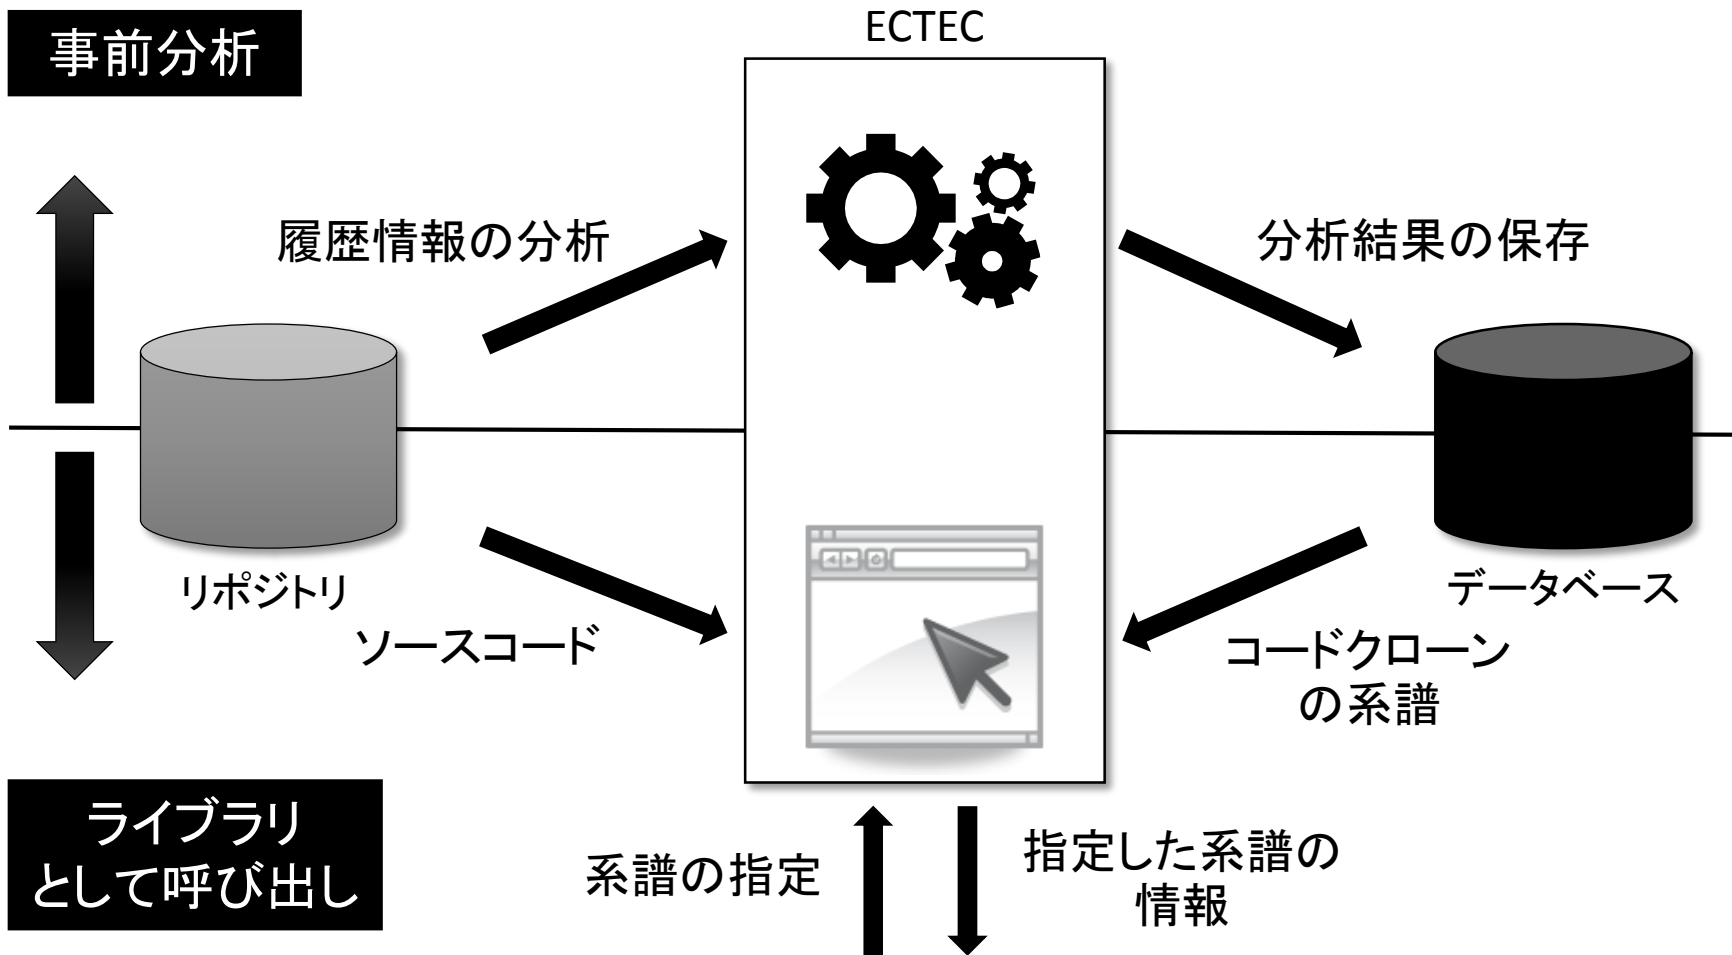 ECTEC
事前分析
履歴情報の分析
分析結果の保存
リポジトリ
データベース
ソースコード
コードクローン
の系譜
ライブラリ
として呼び出し
系譜の指定
指定した系譜の
情報